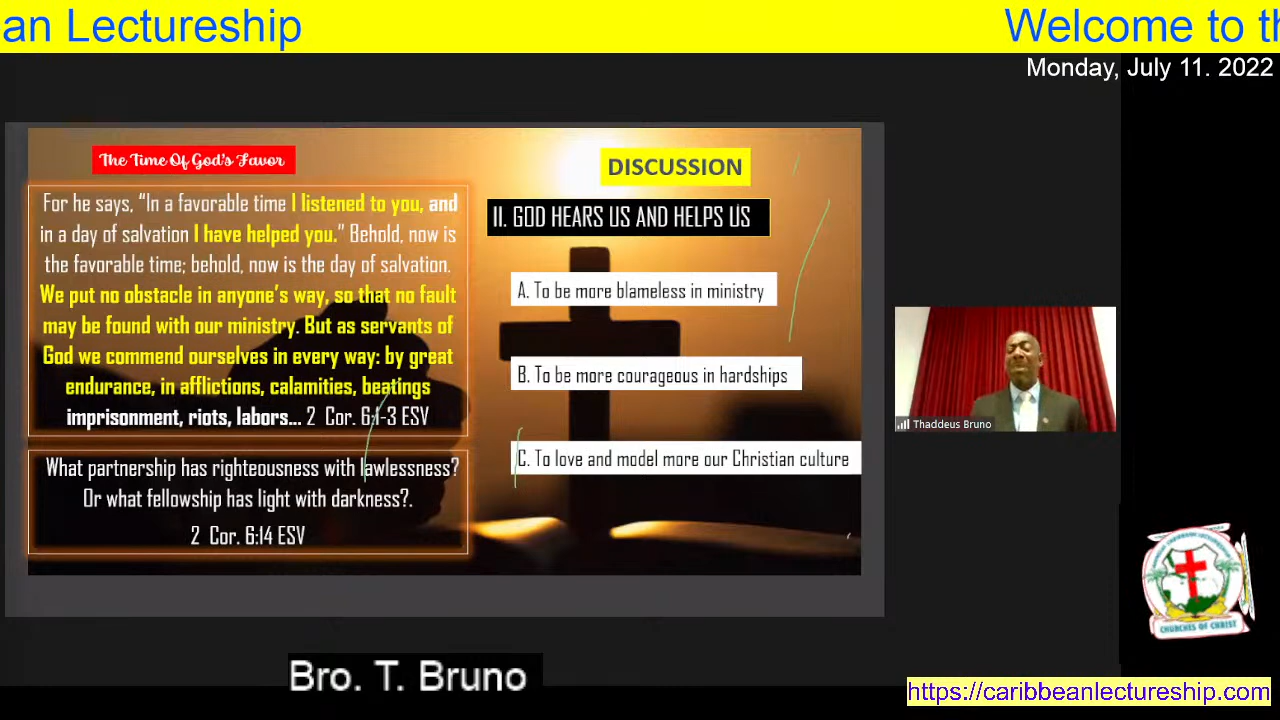 an Lectureship
Welcome to th
Monday, July 11. 2022
The Time Of God's Favor
For he says, “In a favorable time I listened to you, and
in a day of salvation I have helped you.” Behold, now is
the favorable time; behold, now is the day of salvation.
We put no obstacle in anyone’s way, so that no fault
may be found with our ministry. But as servants of
God we commend ourselves in every way: by great
endurance, in afflictions, calamities, beatings
imprisonment, riots, labors... 2 Cor. 6:1-3 ESV
What partnership has righteousness with lawlessness?
Or what fellowship has light with darkness?.
2 Cor. 6:14 ESV
DISCUSSION
II. GOD HEARS US AND HELPS US
A. To be more blameless in ministry
B. To be more courageous in hardships
C. To love and model more our Christian culture
Thaddeus Bruno
CHURCHES OF CHRIST
Bro. T. Bruno
https://caribbeanlectureship.com